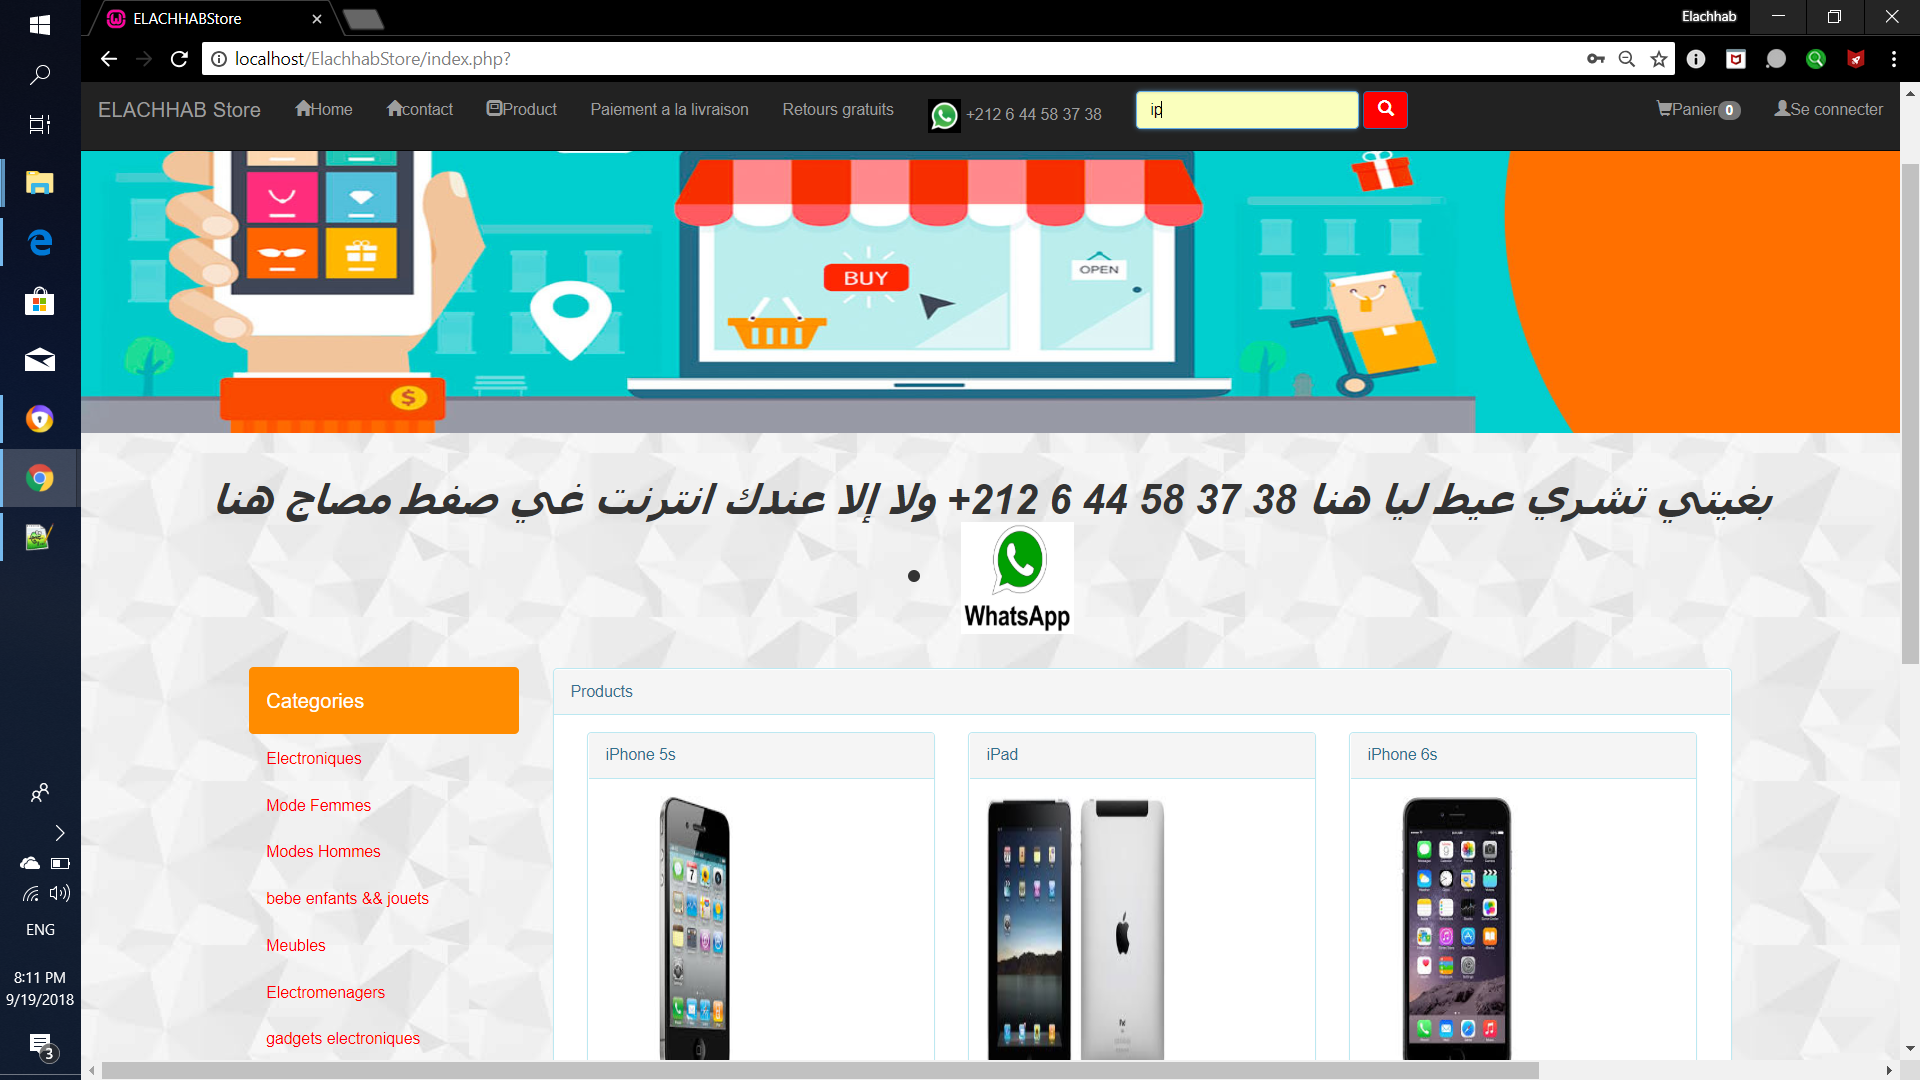 ELACHHABStore
Elachhab
localhost/ElachhabStore/index.php?
ELACHHAB Store
Home
contact
Product
Paiement a la livraison
Retours gratuits
+212 6 44 58 37 38
ip
Panier 0
Se connecter
BUY
OPEN
$
بغيتي تشري عيط ليا هنا 38 37 58 44 6 212+ ولا إلا عندك انترنت غي صفط مصاج هنا
WhatsApp
Categories
Electroniques
Mode Femmes
Modes Hommes
bebe enfants && jouets
Meubles
Electromenagers
gadgets electroniques
Products
iPhone 5s
iPad
iPhone 6s
iPad
ENG
8:11 PM
9/19/2018
3